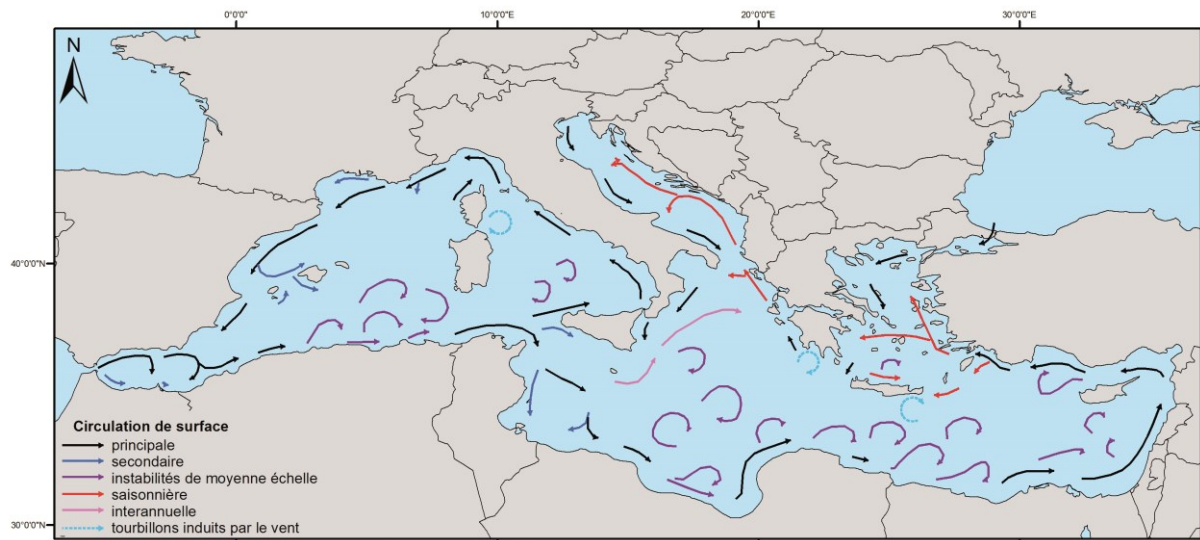 0°0'0"
10°0'0"E
20°0'0"E
30°0'0"E
N
40°0'0"N
30°0'0"N
Circulation de surface
principale
secondaire
instabilités de moyenne échelle
saisonnière
interannuelle
tourbillons induits par le vent